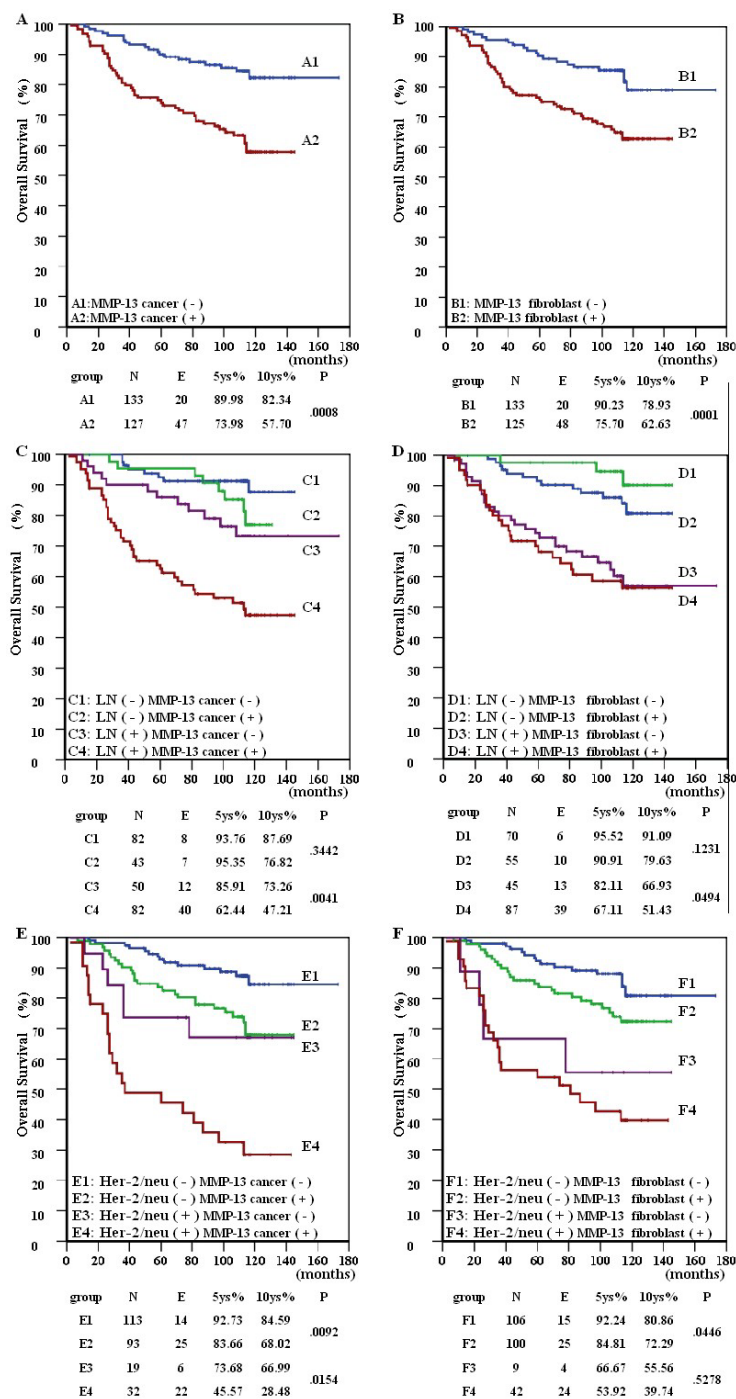 A
B
100
90
80
70
60
50
40
30
20
10
0
Overall Survival (%)
A1
A2
A1:MMP-13 cancer (-)
A2:MMP-13 cancer (+)
0 20 40 60 80 100 120 140 160 180
(months)
100
90
80
70
60
50
40
30
20
10
0
Overall Survival (%)
B1
B2
B1: MMP-13 fibroblast (-)
B2: MMP-13 fibroblast (+)
0 20 40 60 80 100 120 140 160 180
(months)
group N E 5ys% 10ys% P
A1 133 20 89.98 82.34
.0008
A2 127 47 73.98 57.70
group N E 5ys% 10ys% P
B1 133 20 90.23 78.93
.0001
B2 125 48 75.70 62.63
C
D
100
90
80
70
60
50
40
30
20
10
0
Overall Survival (%)
C1
C2
C3
C4
C1: LN (-) MMP-13 cancer (-)
C2: LN (-) MMP-13 cancer (+)
C3: LN (+) MMP-13 cancer (-)
C4: LN (+) MMP-13 cancer (+)
0 20 40 60 80 100 120 140 160 180
(months)
100
90
80
70
60
50
40
30
20
10
0
Overall Survival (%)
D1
D2
D3
D4
D1: LN (-) MMP-13 fibroblast (-)
D2: LN (-) MMP-13 fibroblast (+)
D3: LN (+) MMP-13 fibroblast (-)
D4: LN (+) MMP-13 fibroblast (+)
0 20 40 60 80 100 120 140 160 180
(months)
group N E 5ys% 10ys% P
C1 82 8 93.76 87.69
.3442
C2 43 7 95.35 76.82
C3 50 12 85.91 73.26
.0041
C4 82 40 62.44 47.21
group N E 5ys% 10ys% P
D1 70 6 95.52 91.09
.1231
D2 55 10 90.91 79.63
D3 45 13 82.11 66.93
.0494
D4 87 39 67.11 51.43
E
F
100
90
80
70
60
50
40
30
20
10
0
Overall Survival (%)
E1
E2
E3
E4
E1: Her-2/neu (-) MMP-13 cancer (-)
E2: Her-2/neu (-) MMP-13 cancer (+)
E3: Her-2/neu (+) MMP-13 cancer (-)
E4: Her-2/neu (+) MMP-13 cancer (+)
0 20 40 60 80 100 120 140 160 180
(months)
100
90
80
70
60
50
40
30
20
10
0
Overall Survival (%)
F1
F2
F3
F4
F1: Her-2/neu (-) MMP-13 fibroblast (-)
F2: Her-2/neu (-) MMP-13 fibroblast (+)
F3: Her-2/neu (+) MMP-13 fibroblast (-)
F4: Her-2/neu (+) MMP-13 fibroblast (+)
0 20 40 60 80 100 120 140 160 180
(months)
group N E 5ys% 10ys% P
E1 113 14 92.73 84.59
.0092
E2 93 25 83.66 68.02
E3 19 6 73.68 66.99
.0154
E4 32 22 45.57 28.48
group N E 5ys% 10ys% P
F1 106 15 92.24 80.86
.0446
F2 100 25 84.81 72.29
F3 9 4 66.67 55.56
.5278
F4 42 24 53.92 39.74